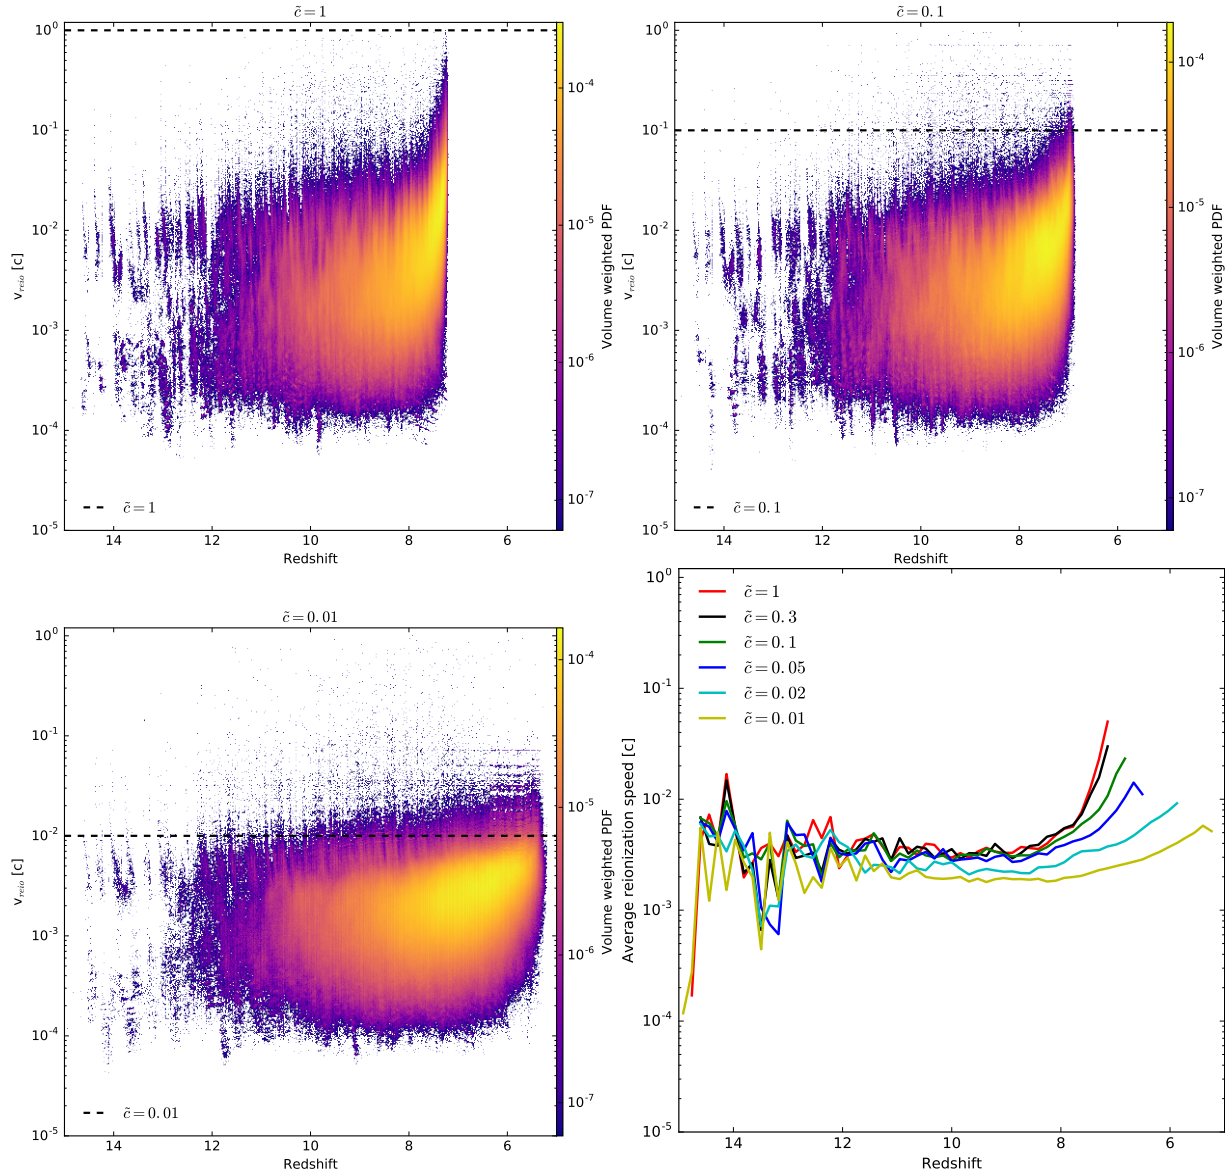 c̃ = 1
10⁰
10⁻¹
10⁻²
10⁻³
10⁻⁴
10⁻⁵
v_reio [c]
14 12 10 8 6
Redshift
c̃ = 1
10⁻⁴
10⁻⁵
10⁻⁶
10⁻⁷
Volume weighted PDF
c̃ = 0.1
10⁰
10⁻¹
10⁻²
10⁻³
10⁻⁴
10⁻⁵
v_reio [c]
14 12 10 8 6
Redshift
c̃ = 0.1
10⁻⁴
10⁻⁵
10⁻⁶
10⁻⁷
Volume weighted PDF
c̃ = 0.01
10⁰
10⁻¹
10⁻²
10⁻³
10⁻⁴
10⁻⁵
v_reio [c]
14 12 10 8 6
Redshift
c̃ = 0.01
10⁻⁴
10⁻⁵
10⁻⁶
10⁻⁷
Volume weighted PDF
10⁰
10⁻¹
10⁻²
10⁻³
10⁻⁴
10⁻⁵
Average reionization speed [c]
c̃ = 1
c̃ = 0.3
c̃ = 0.1
c̃ = 0.05
c̃ = 0.02
c̃ = 0.01
14 12 10 8 6
Redshift